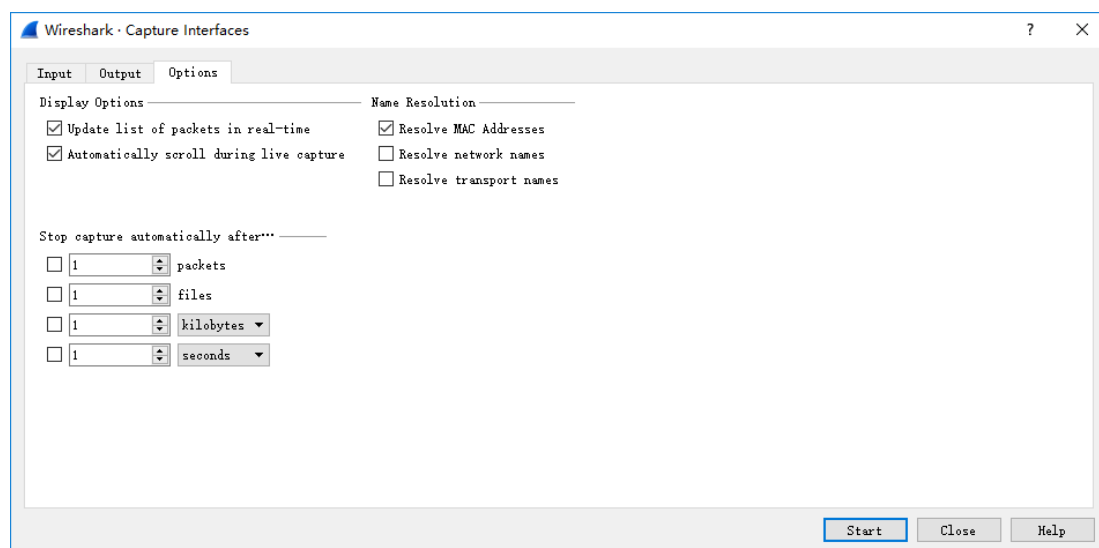 Wireshark · Capture Interfaces
Input Output Options
Display Options
Update list of packets in real-time
Automatically scroll during live capture
Name Resolution
Resolve MAC Addresses
Resolve network names
Resolve transport names
Stop capture automatically after…
1 packets
1 files
1 kilobytes
1 seconds
Start Close Help